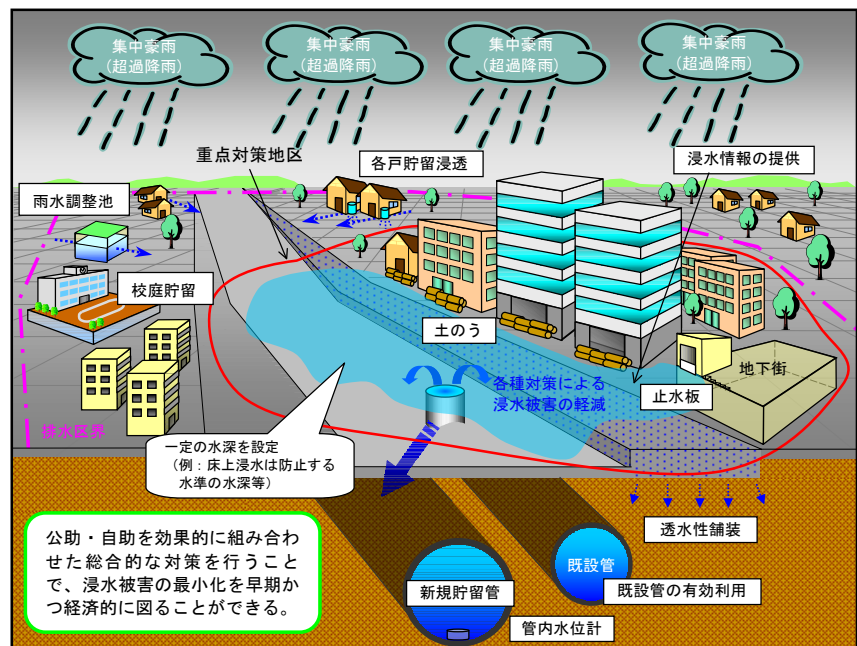 集中豪雨
(超過降雨)
集中豪雨
(超過降雨)
集中豪雨
(超過降雨)
集中豪雨
(超過降雨)
重点対策地区
各戸貯留浸透
浸水情報の提供
雨水調整池
校庭貯留
土のう
地下街
各種対策による
浸水被害の軽減
止水板
排水区界
一定の水深を設定
(例:床上浸水は防止する
水準の水深等)
透水性舗装
公助・自助を効果的に組み合わ
せた総合的な対策を行うこと
で、浸水被害の最小化を早期か
つ経済的に図ることができる。
既設管
新規貯留管
既設管の有効利用
管内水位計